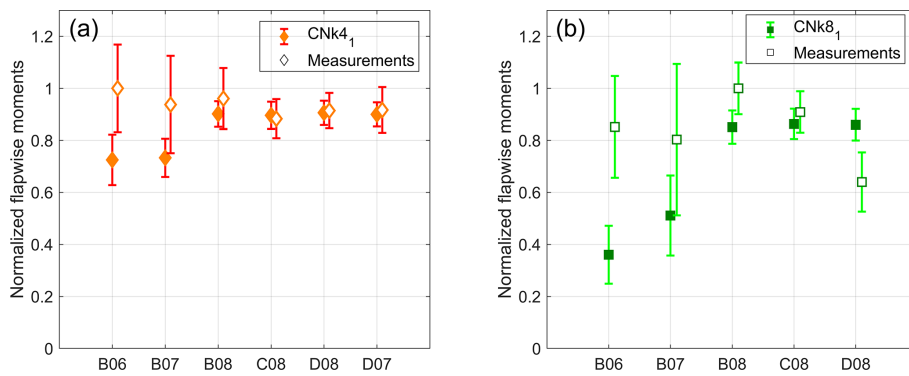 (a)
CNk4₁
Measurements
Normalized flapwise moments
1.2
1
0.8
0.6
0.4
0.2
0
B06 B07 B08 C08 D08 D07
(b)
CNk8₁
Measurements
Normalized flapwise moments
1.2
1
0.8
0.6
0.4
0.2
0
B06 B07 B08 C08 D08